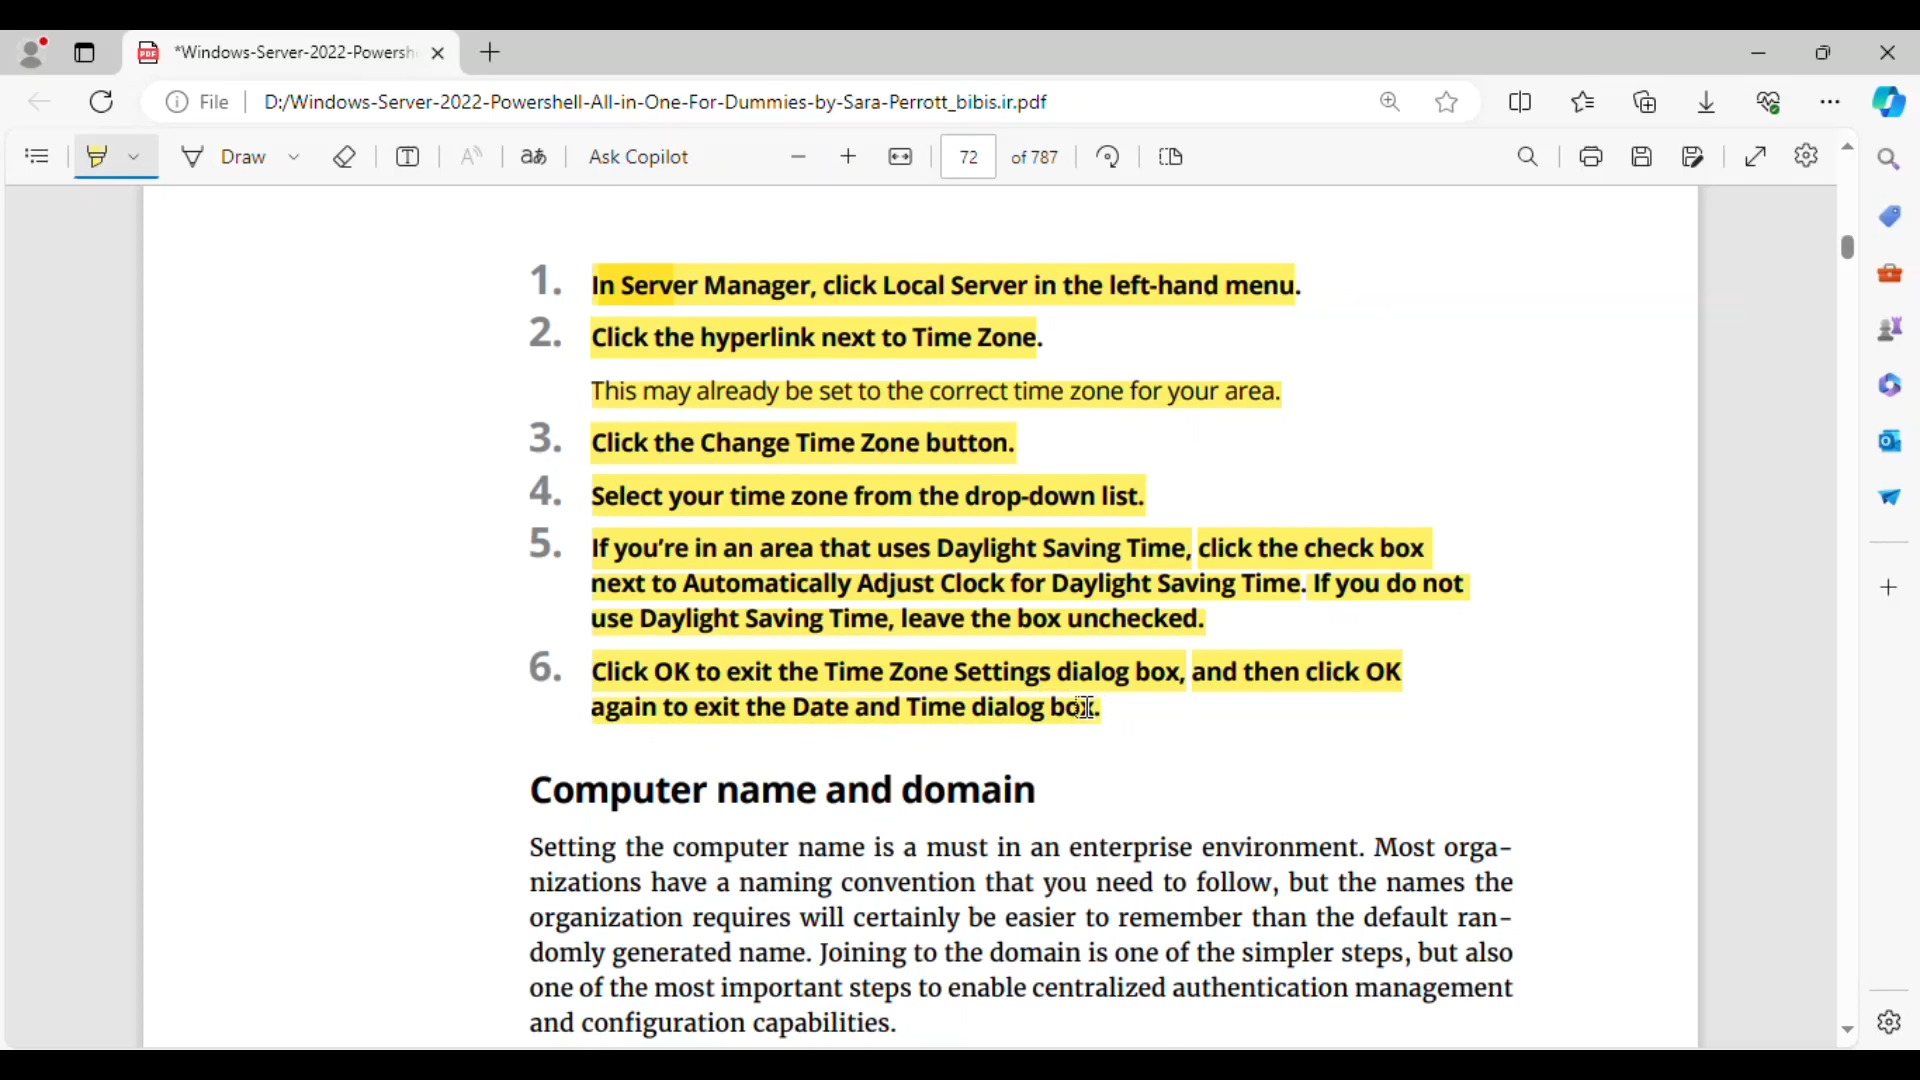 *Windows-Server-2022-Powersh
File
D:/Windows-Server-2022-Powershell-All-in-One-For-Dummies-by-Sara-Perrott_bibis.ir.pdf
Draw
aあ
Ask Copilot
72
of 787
1. In Server Manager, click Local Server in the left-hand menu.
2. Click the hyperlink next to Time Zone.
This may already be set to the correct time zone for your area.
3. Click the Change Time Zone button.
4. Select your time zone from the drop-down list.
5. If you’re in an area that uses Daylight Saving Time, click the check box
next to Automatically Adjust Clock for Daylight Saving Time. If you do not
use Daylight Saving Time, leave the box unchecked.
6. Click OK to exit the Time Zone Settings dialog box, and then click OK
again to exit the Date and Time dialog box.
Computer name and domain
Setting the computer name is a must in an enterprise environment. Most orga-
nizations have a naming convention that you need to follow, but the names the
organization requires will certainly be easier to remember than the default ran-
domly generated name. Joining to the domain is one of the simpler steps, but also
one of the most important steps to enable centralized authentication management
and configuration capabilities.